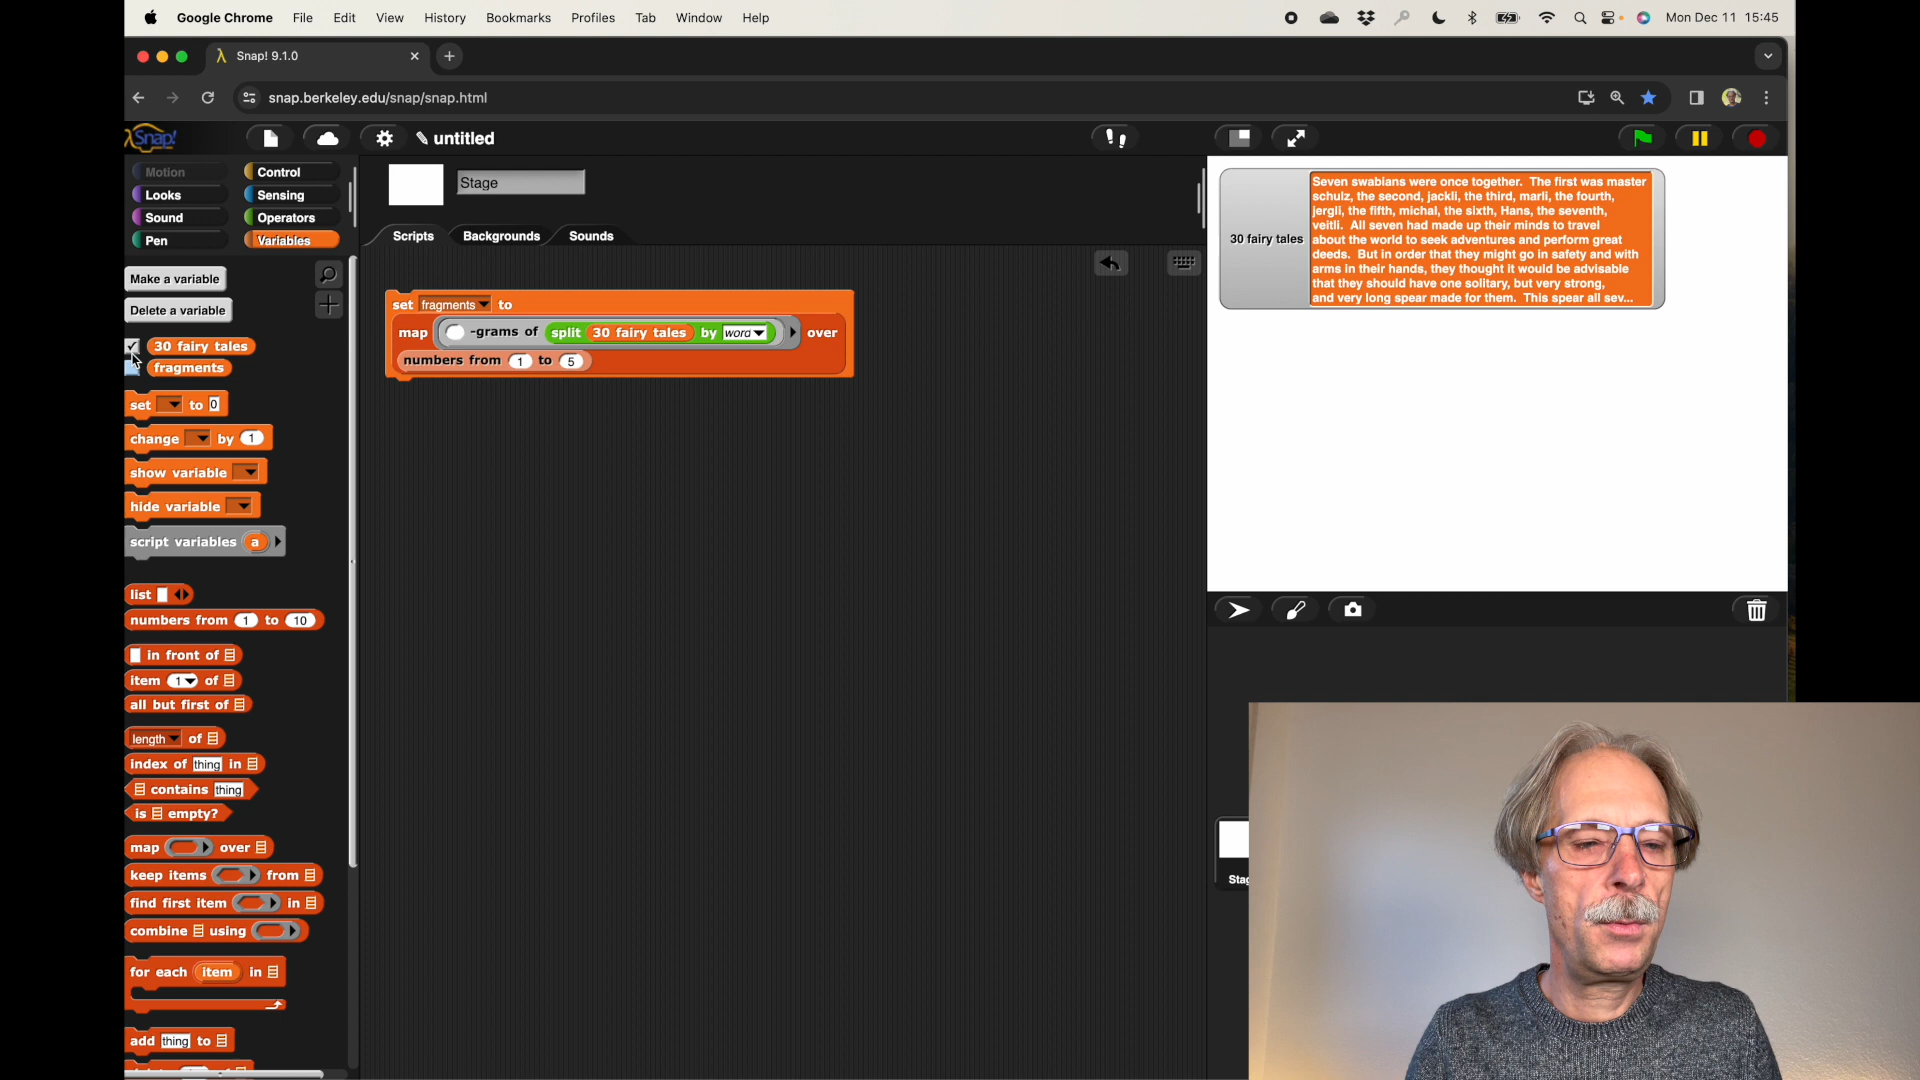 Google Chrome File Edit View History Bookmarks Profiles Tab Window Help Mon Dec 11 15:45
Snap! 9.1.0
snap.berkeley.edu/snap/snap.html
Snap! untitled
Motion Control
Looks Sensing
Sound Operators
Pen Variables
Stage
Scripts Backgrounds Sounds
Make a variable
Delete a variable
30 fairy tales
fragments
set to 0
change by 1
show variable
hide variable
script variables a
list
numbers from 1 to 10
in front of
item 1 of
all but first of
length of
index of thing in
contains thing
is empty?
map over
keep items from
find first item in
combine using
for each item in
add thing to
set fragments to
map -grams of split 30 fairy tales by word over
numbers from 1 to 5
30 fairy tales
Seven swabians were once together. The first was master
schulz, the second, jackli, the third, marli, the fourth,
jergli, the fifth, michal, the sixth, Hans, the seventh,
veitli. All seven had made up their minds to travel
about the world to seek adventures and perform great
deeds. But in order that they might go in safety and with
arms in their hands, they thought it would be advisable
that they should have one solitary, but very strong,
and very long spear made for them. This spear all sev...